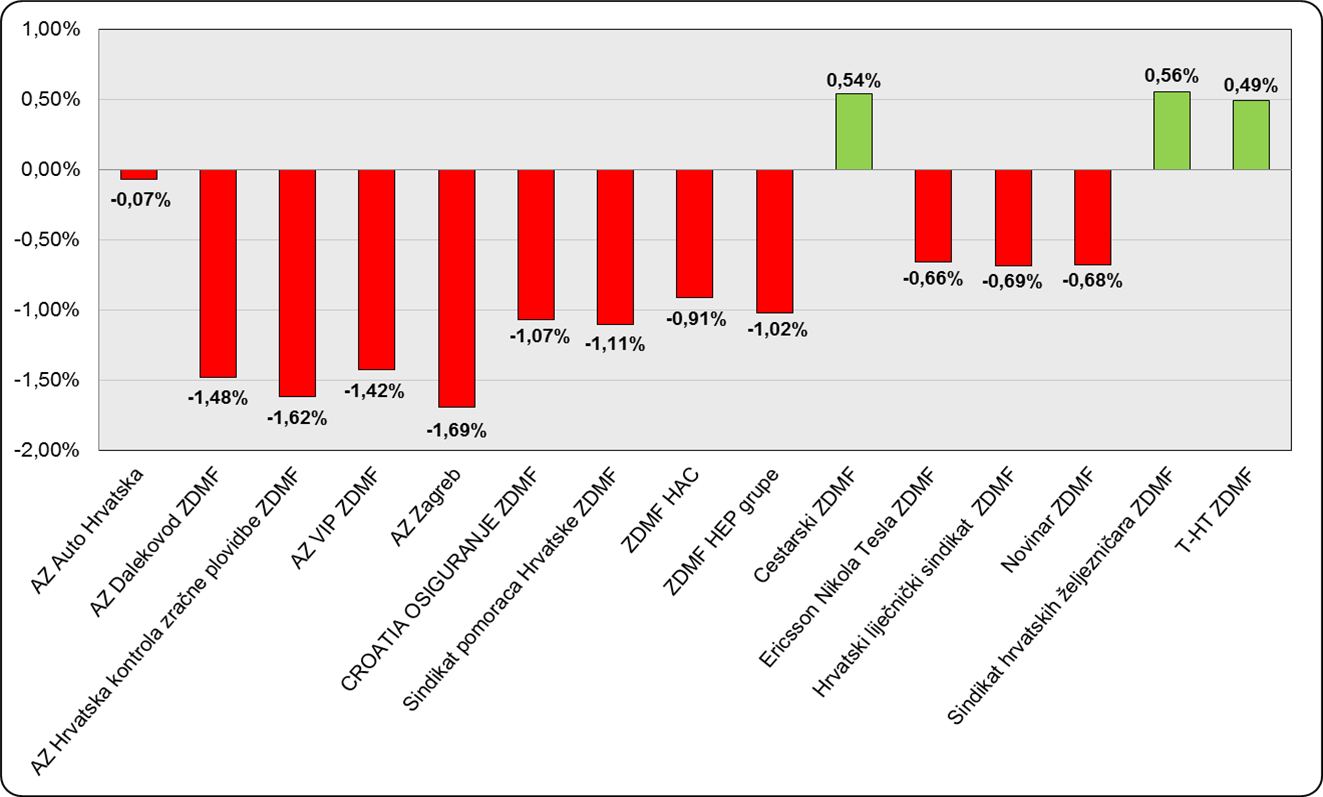 1,00%
0,50%
0,00%
-0,50%
-1,00%
-1,50%
-2,00%
-0,07%
-1,48%
-1,62%
-1,42%
-1,69%
-1,07%
-1,11%
-0,91%
-1,02%
0,54%
-0,66%
-0,69%
-0,68%
0,56%
0,49%
AZ Auto Hrvatska
AZ Dalekovod ZDMF
AZ Hrvatska kontrola zračne plovidbe ZDMF
AZ VIP ZDMF
AZ Zagreb
CROATIA OSIGURANJE ZDMF
Sindikat pomoraca Hrvatske ZDMF
ZDMF HAC
ZDMF HEP grupe
Cestarski ZDMF
Ericsson Nikola Tesla ZDMF
Hrvatski liječnički sindikat  ZDMF
Novinar ZDMF
Sindikat hrvatskih željezničara ZDMF
T-HT ZDMF